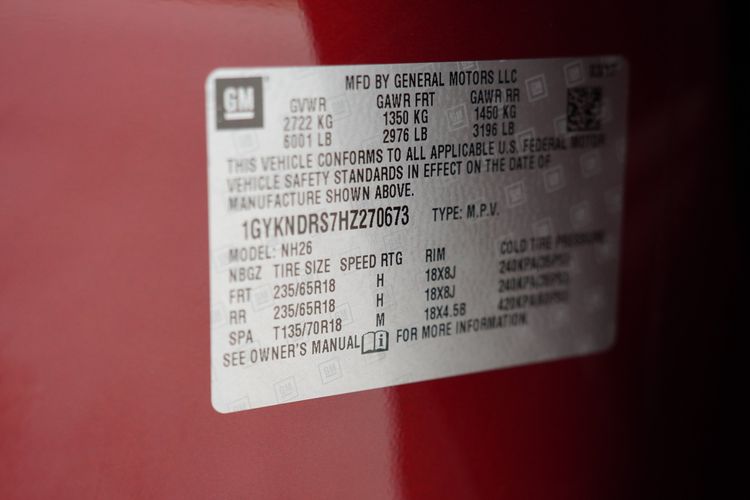 GM
MFD BY GENERAL MOTORS LLC
GVWR GAWR FRT GAWR RR
2722 KG 1350 KG 1450 KG
6001 LB 2976 LB 3196 LB
THIS VEHICLE CONFORMS TO ALL APPLICABLE U.S. FEDERAL MOTOR
VEHICLE SAFETY STANDARDS IN EFFECT ON THE DATE OF
MANUFACTURE SHOWN ABOVE.
1GYKNDRS7HZ270673 TYPE: M.P.V.
MODEL: NH26
NBGZ TIRE SIZE SPEED RTG RIM COLD TIRE PRESSURE
FRT 235/65R18 H 18X8J 240KPA(35PSI)
RR 235/65R18 H 18X8J 240KPA(35PSI)
SPA T135/70R18 M 18X4.5B 420KPA(60PSI)
SEE OWNER'S MANUAL FOR MORE INFORMATION.